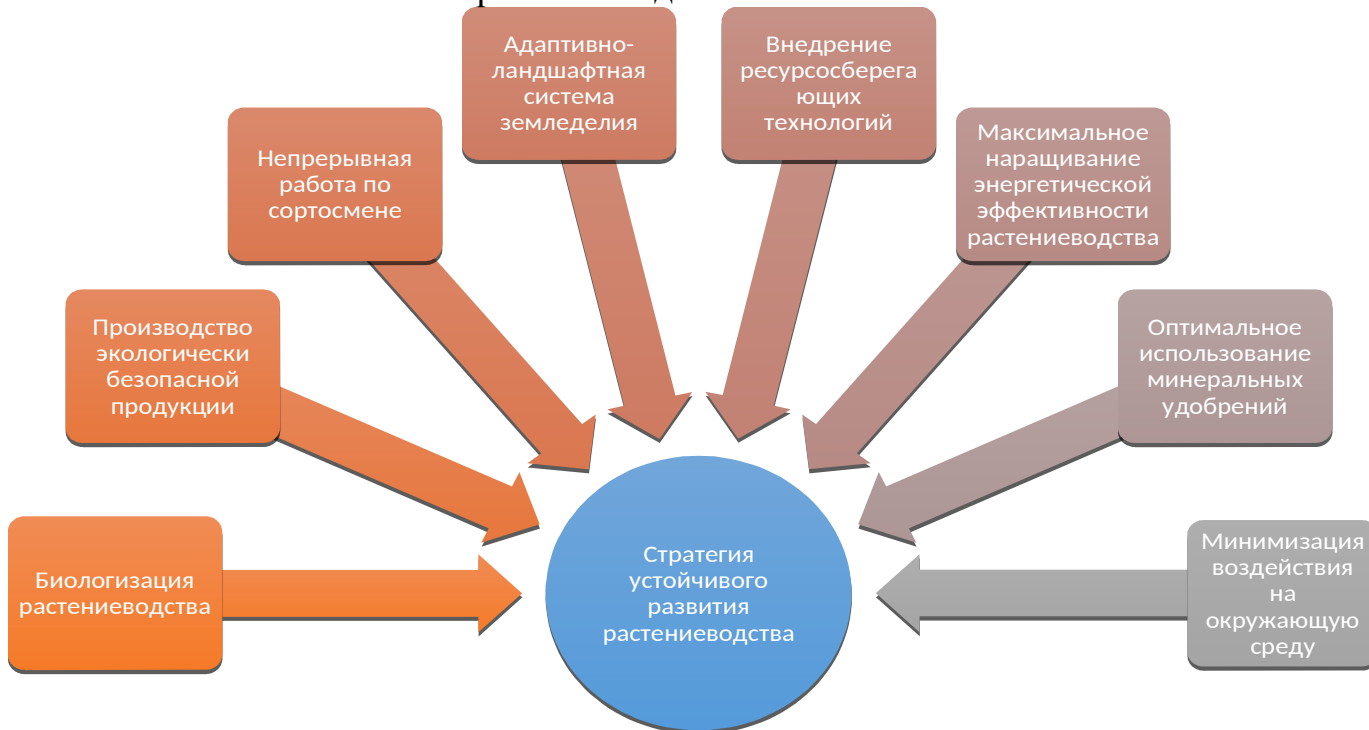 Адаптивно-
ландшафтная
система
земледелия
Внедрение
ресурсосберега
ющих
технологий
Непрерывная
работа по
сортосмене
Максимальное
наращивание
энергетической
эффективности
растениеводства
Производство
экологически
безопасной
продукции
Оптимальное
использование
минеральных
удобрений
Биологизация
растениеводства
Стратегия
устойчивого
развития
растениеводства
Минимизация
воздействия
на
окружающую
среду